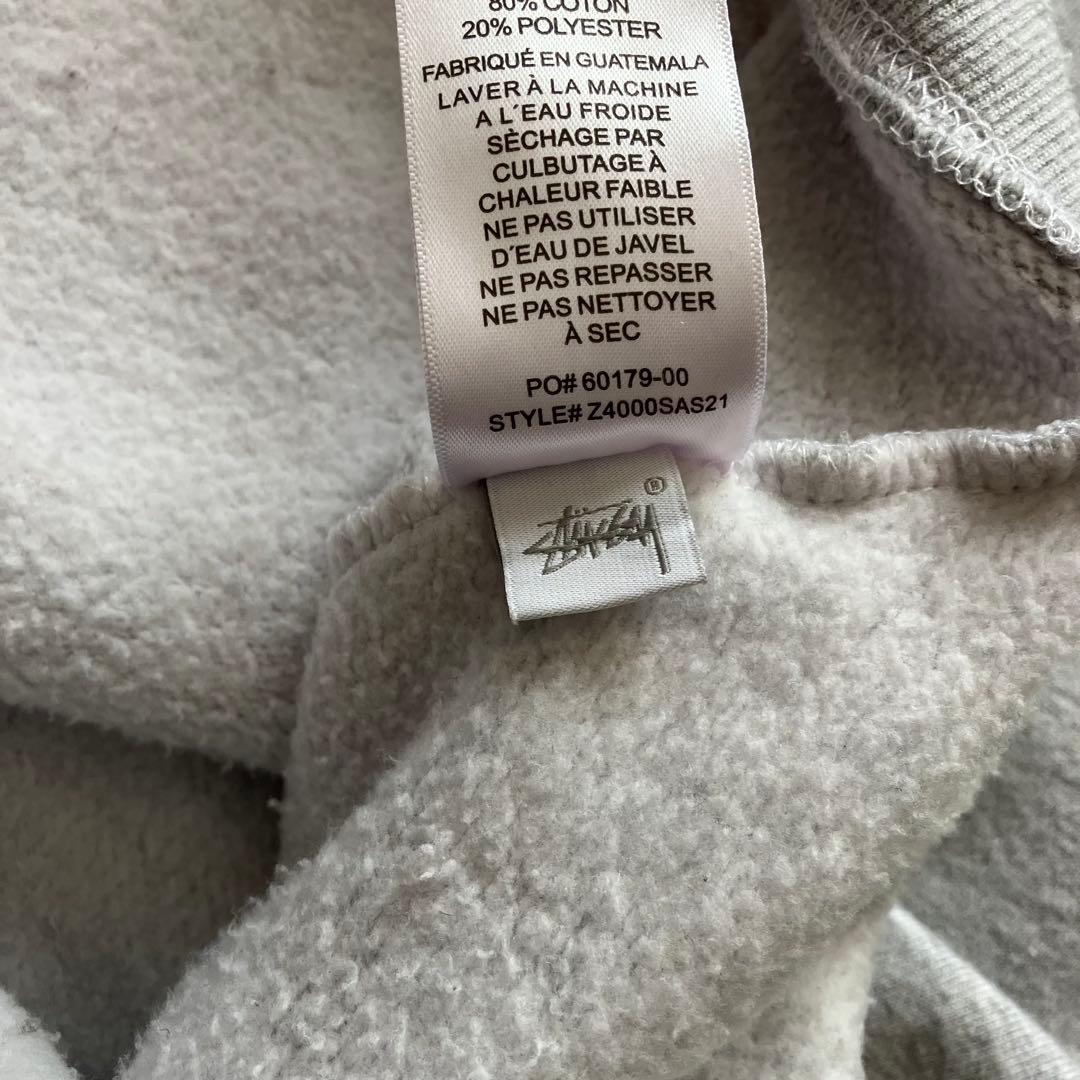 80% COTON
20% POLYESTER
FABRIQUÉ EN GUATEMALA
LAVER À LA MACHINE
A L´EAU FROIDE
SÈCHAGE PAR
CULBUTAGE À
CHALEUR FAIBLE
NE PAS UTILISER
D´EAU DE JAVEL
NE PAS REPASSER
NE PAS NETTOYER
À SEC
PO# 60179-00
STYLE# Z4000SAS21
STÜSSY ®